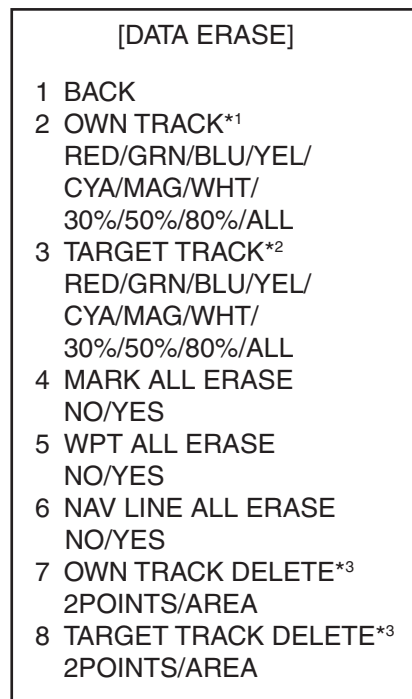 [DATA ERASE]
1 BACK
2 OWN TRACK*1
RED/GRN/BLU/YEL/
CYA/MAG/WHT/
30%/50%/80%/ALL
3 TARGET TRACK*2
RED/GRN/BLU/YEL/
CYA/MAG/WHT/
30%/50%/80%/ALL
4 MARK ALL ERASE
NO/YES
5 WPT ALL ERASE
NO/YES
6 NAV LINE ALL ERASE
NO/YES
7 OWN TRACK DELETE*3
2POINTS/AREA
8 TARGET TRACK DELETE*3
2POINTS/AREA